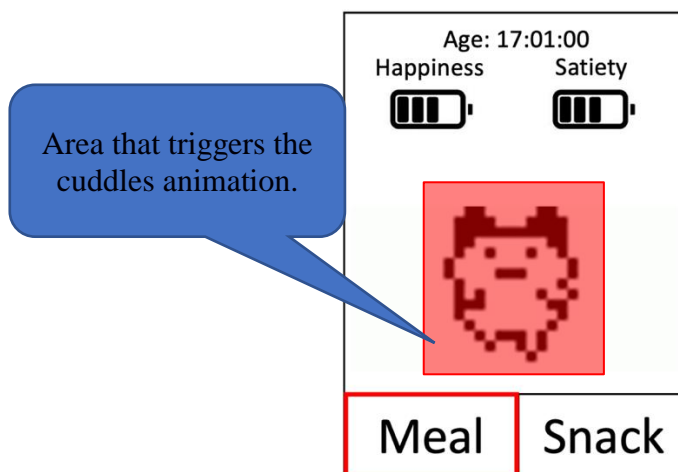 Age: 17:01:00
Happiness Satiety
Area that triggers the
cuddles animation.
Meal Snack